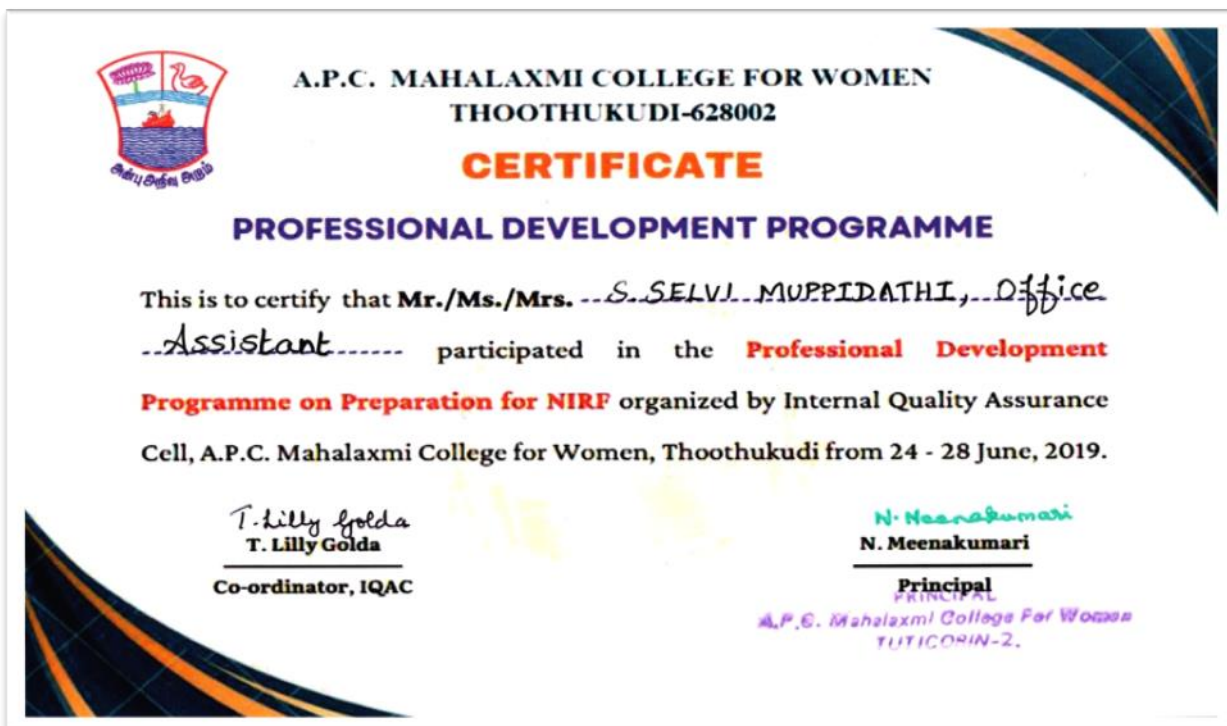 A.P.C. MAHALAXMI COLLEGE FOR WOMEN
THOOTHUKUDI-628002
அன்பு அறிவு அறம்
CERTIFICATE
PROFESSIONAL DEVELOPMENT PROGRAMME
This is to certify that Mr./Ms./Mrs. S. SELVI MUPPIDATHI, Office
Assistant participated in the Professional Development
Programme on Preparation for NIRF organized by Internal Quality Assurance
Cell, A.P.C. Mahalaxmi College for Women, Thoothukudi from 24 - 28 June, 2019.
T. Lilly Golda
T. Lilly Golda
Co-ordinator, IQAC
N. Meenakumari
N. Meenakumari
Principal
PRINCIPAL
A.P.C. Mahalaxmi College For Women
TUTICORIN-2.